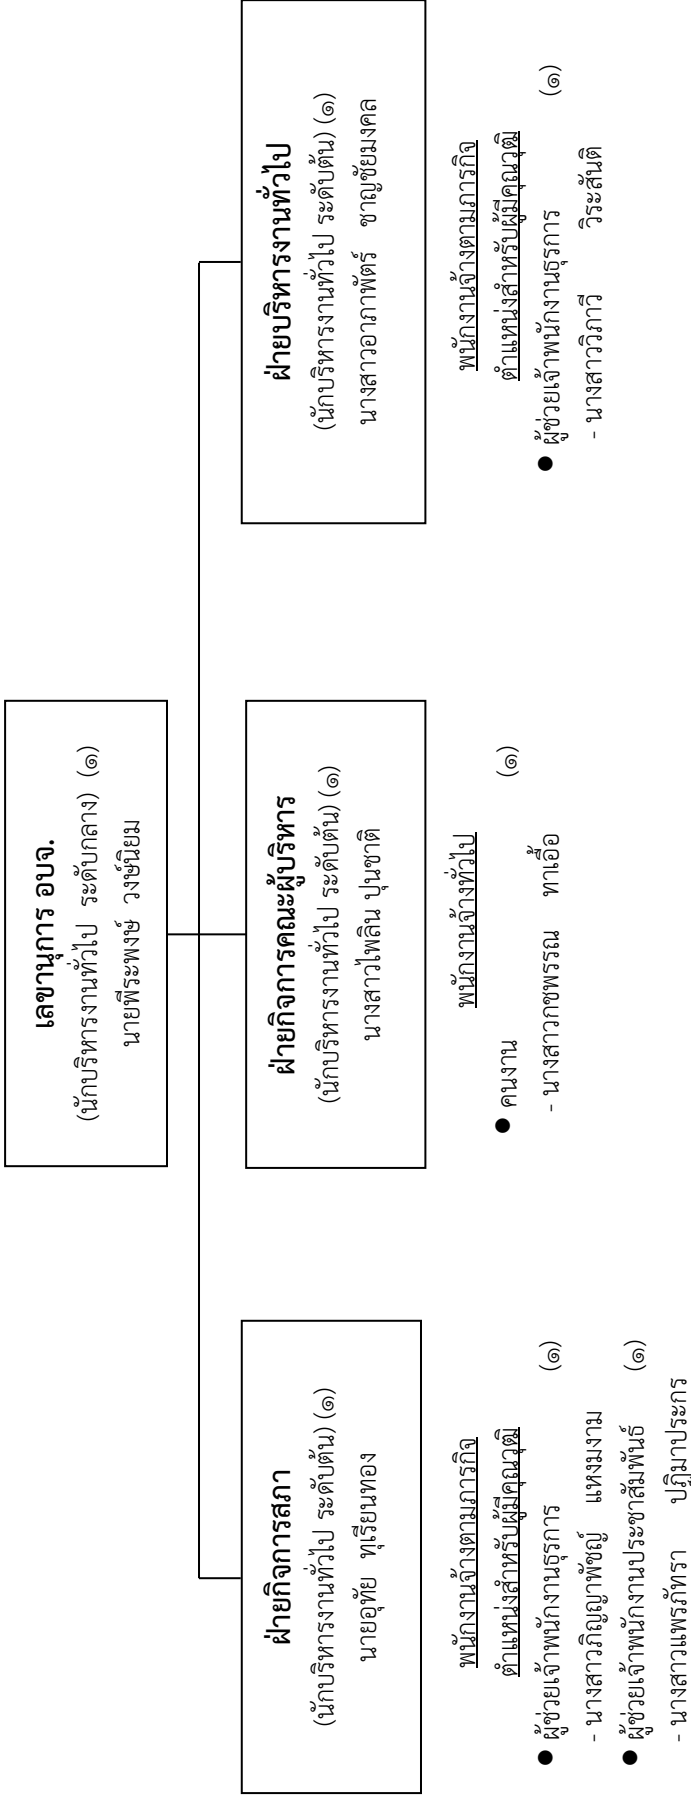 เลขานุการ อบจ.
(นักบริหารงานทั่วไป ระดับกลาง) (๑)
นายพีระพงษ์ วงษ์นิยม
ฝ่ายกิจการสภา
(นักบริหารงานทั่วไป ระดับต้น) (๑)
นายอุทัย ทุเรียนทอง
พนักงานจ้างตามภารกิจ
ตำแหน่งสำหรับผู้มีคุณวุฒิ
● ผู้ช่วยเจ้าพนักงานธุรการ (๑)
- นางสาวภิญญาพัชญ์ แหงมงาม
● ผู้ช่วยเจ้าพนักงานประชาสัมพันธ์ (๑)
- นางสาวแพรภัทรา ปฏิมาประกร
ฝ่ายกิจการคณะผู้บริหาร
(นักบริหารงานทั่วไป ระดับต้น) (๑)
นางสาวไพลิน ปุนชาติ
พนักงานจ้างทั่วไป
● คนงาน (๑)
- นางสาวกชพรรณ ทาเอื้อ
ฝ่ายบริหารงานทั่วไป
(นักบริหารงานทั่วไป ระดับต้น) (๑)
นางสาวอาภาพัตร์ ชาญชัยมงคล
พนักงานจ้างตามภารกิจ
ตำแหน่งสำหรับผู้มีคุณวุฒิ
● ผู้ช่วยเจ้าพนักงานธุรการ (๑)
- นางสาววิภาวี วิระสันติ